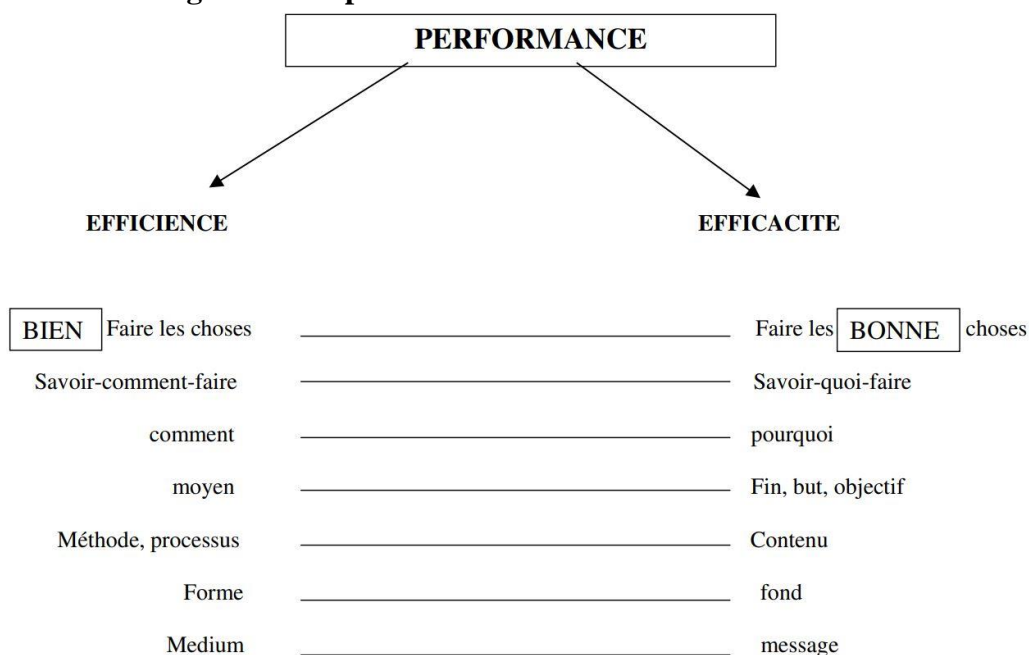 PERFORMANCE
EFFICIENCE EFFICACITE
BIEN Faire les choses Faire les BONNE choses
Savoir-comment-faire Savoir-quoi-faire
comment pourquoi
moyen Fin, but, objectif
Méthode, processus Contenu
Forme fond
Medium message